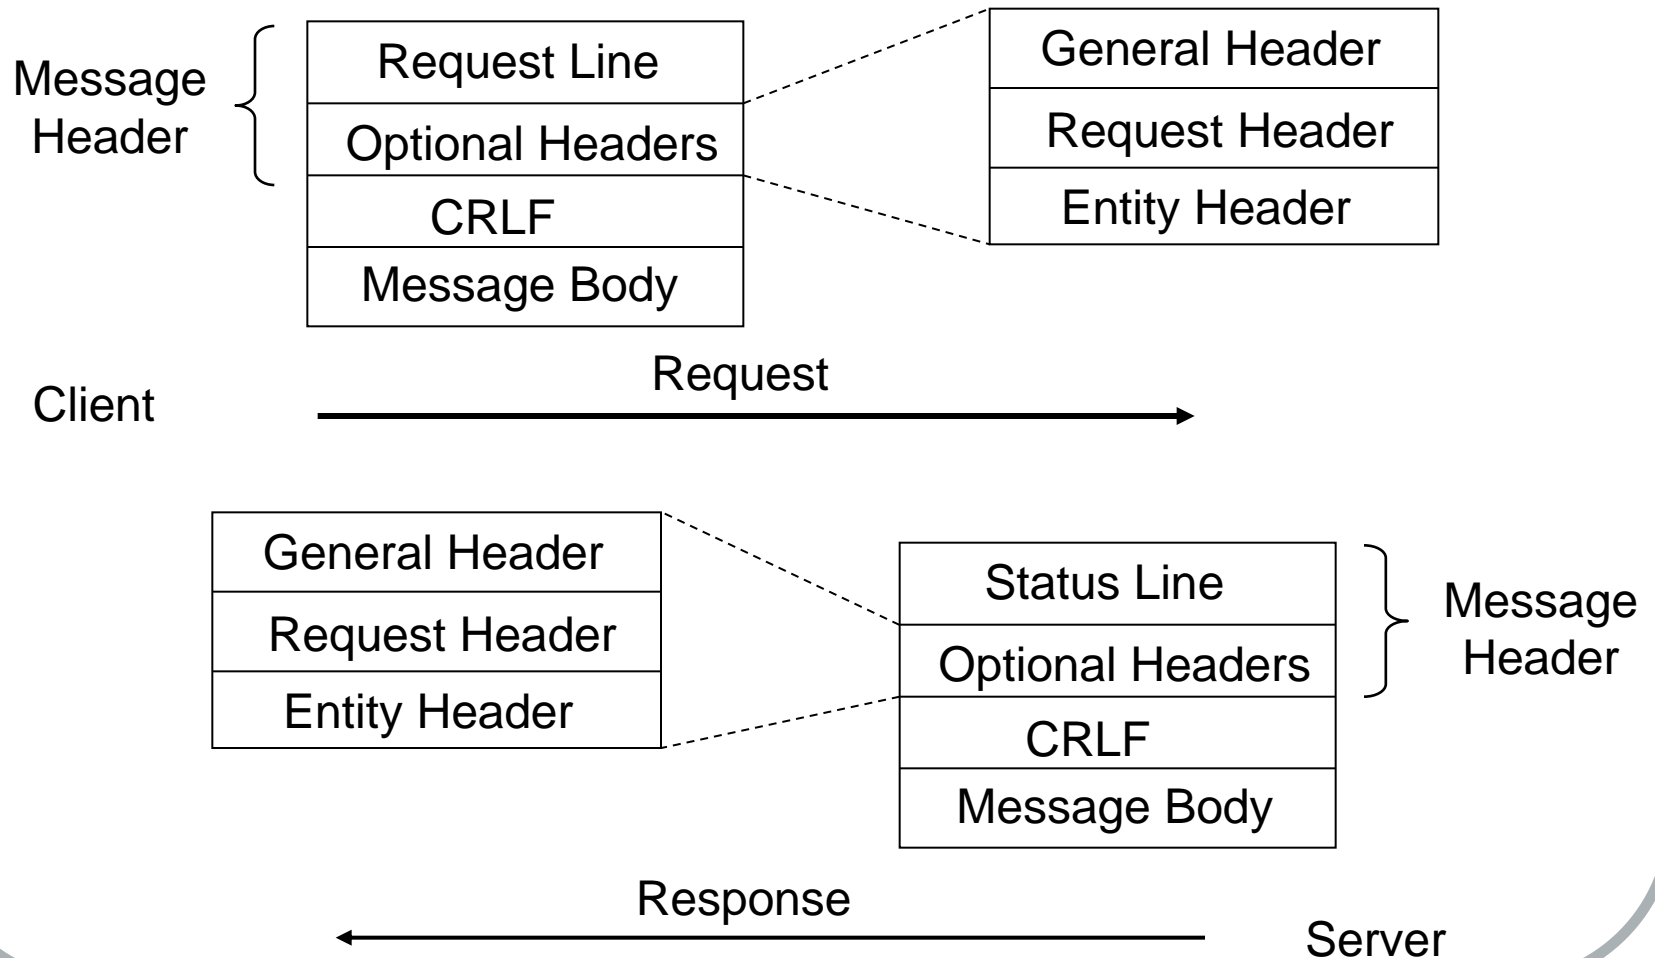 Message
Header
Request Line
Optional Headers
CRLF
Message Body
General Header
Request Header
Entity Header
Request
Client
General Header
Request Header
Entity Header
Status Line
Optional Headers
CRLF
Message Body
Message
Header
Response
Server